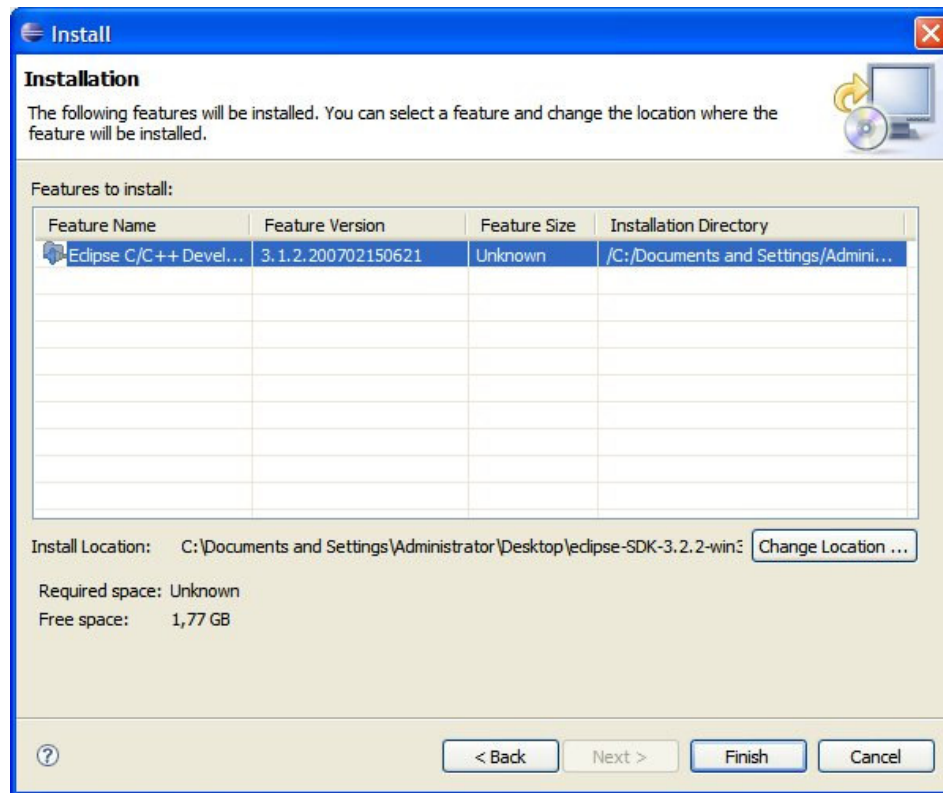 Install
Installation
The following features will be installed. You can select a feature and change the location where the
feature will be installed.
Features to install:
Feature Name Feature Version Feature Size Installation Directory
Eclipse C/C++ Devel... 3.1.2.200702150621 Unknown /C:/Documents and Settings/Admini...
Install Location: C:\Documents and Settings\Administrator\Desktop\eclipse-SDK-3.2.2-win3 Change Location ...
Required space: Unknown
Free space: 1,77 GB
? < Back Next > Finish Cancel